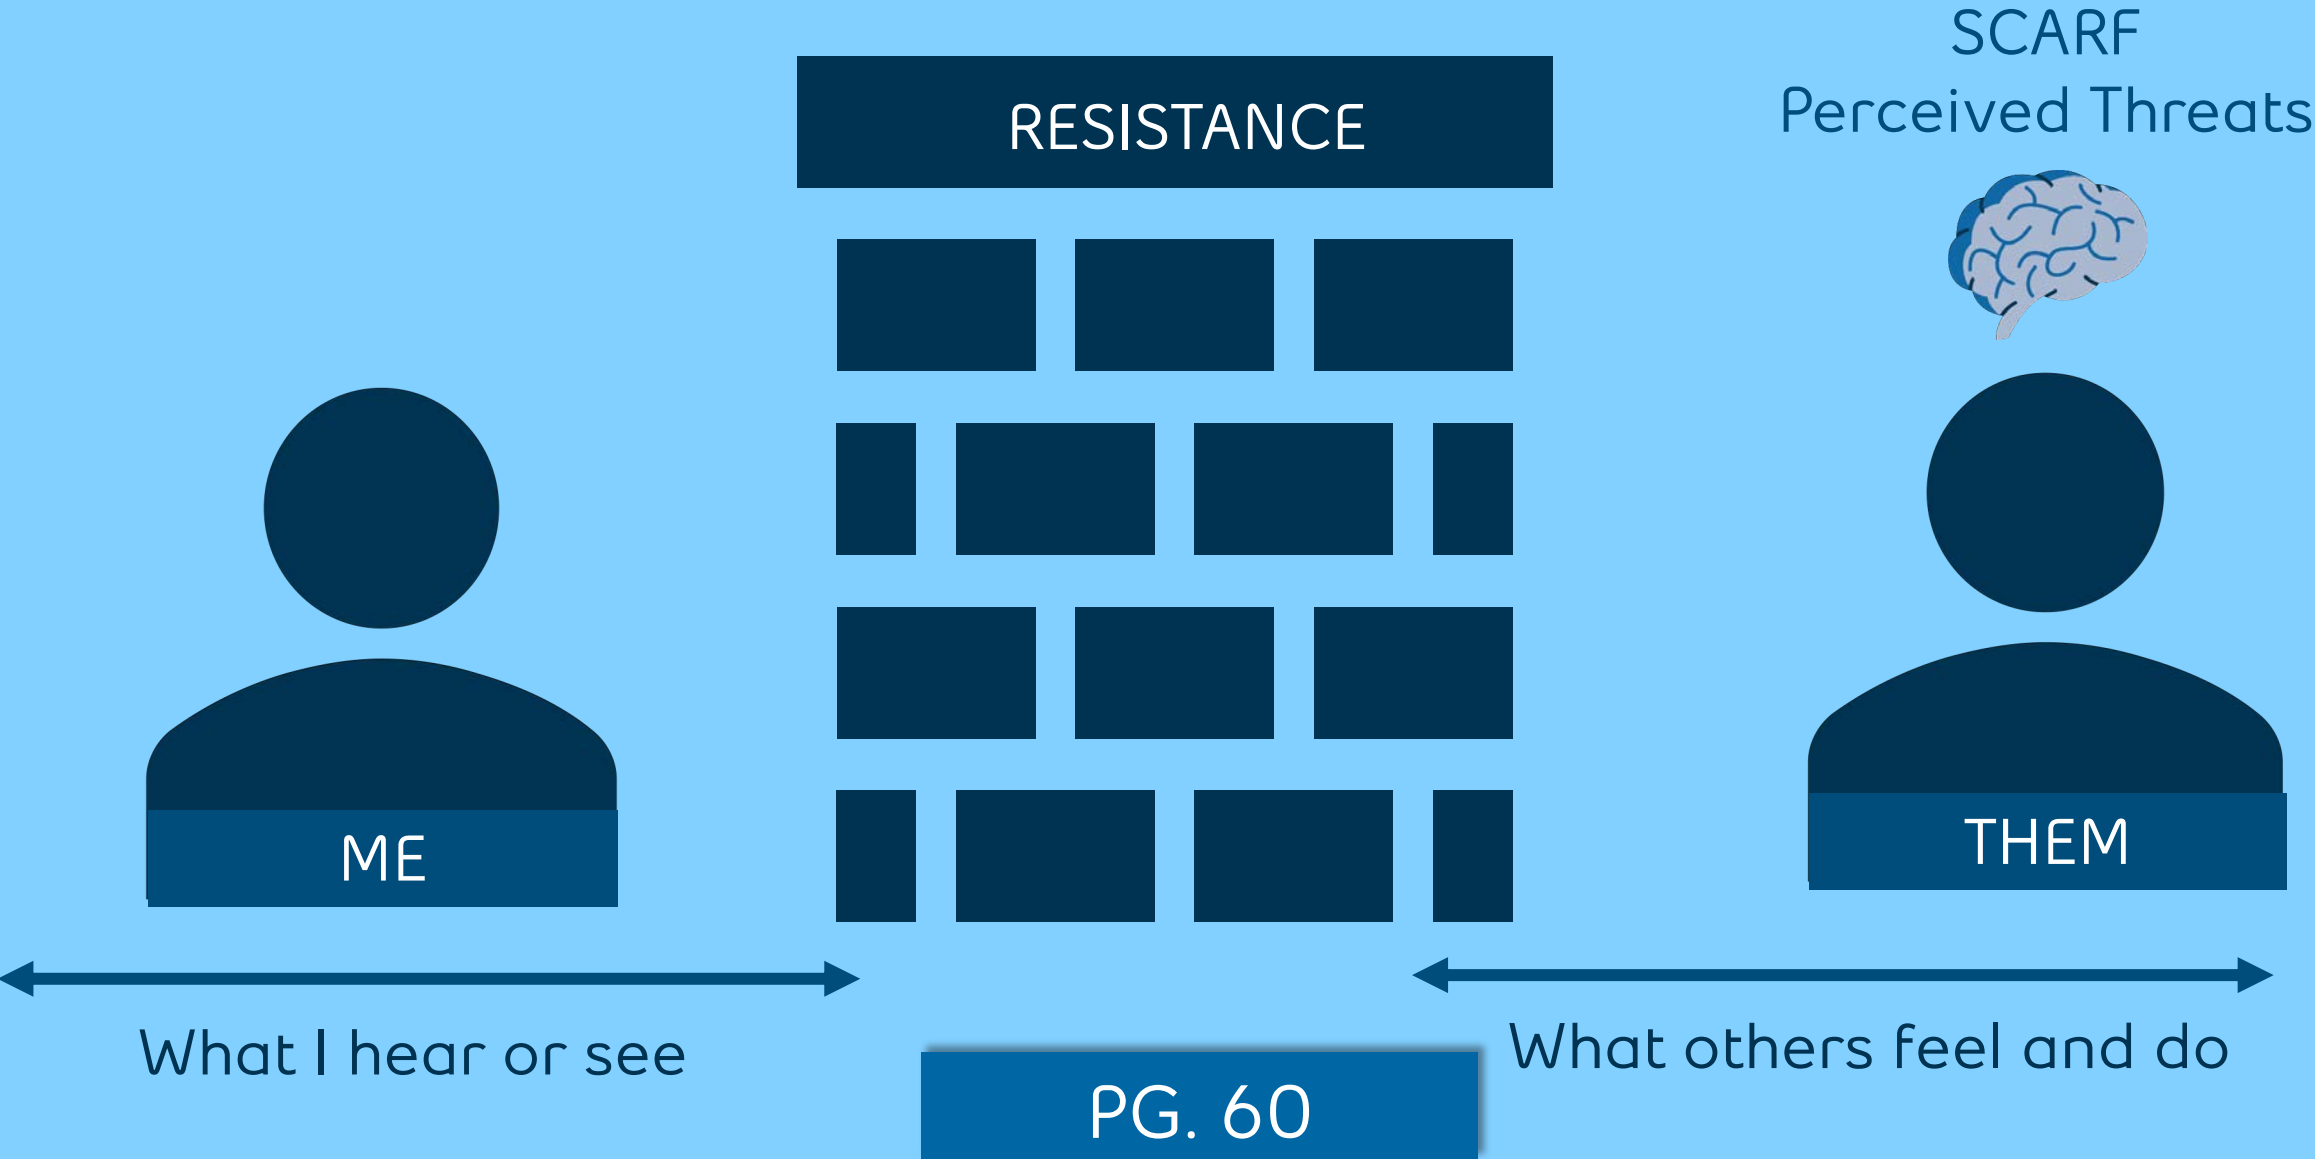 SCARF
Perceived Threats
RESISTANCE
ME
THEM
What I hear or see
What others feel and do
PG. 60